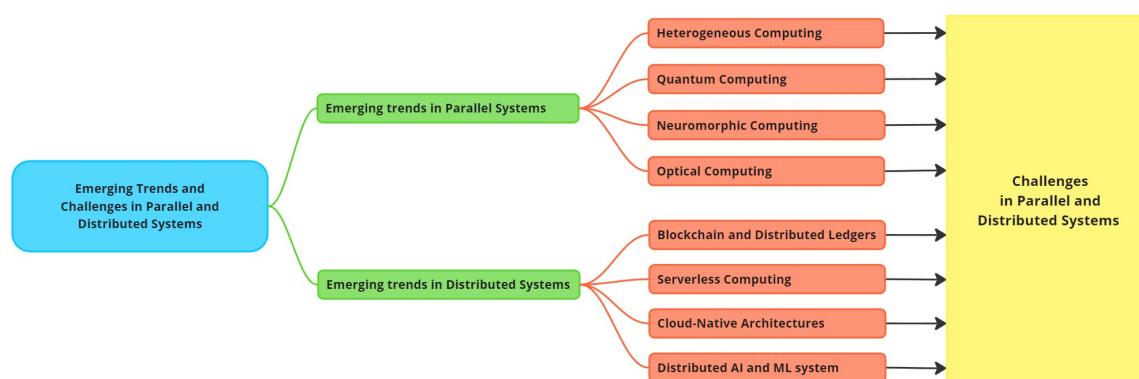 Emerging Trends and
Challenges in Parallel and
Distributed Systems
Emerging trends in Parallel Systems
Emerging trends in Distributed Systems
Heterogeneous Computing
Quantum Computing
Neuromorphic Computing
Optical Computing
Blockchain and Distributed Ledgers
Serverless Computing
Cloud-Native Architectures
Distributed AI and ML system
Challenges
in Parallel and
Distributed Systems